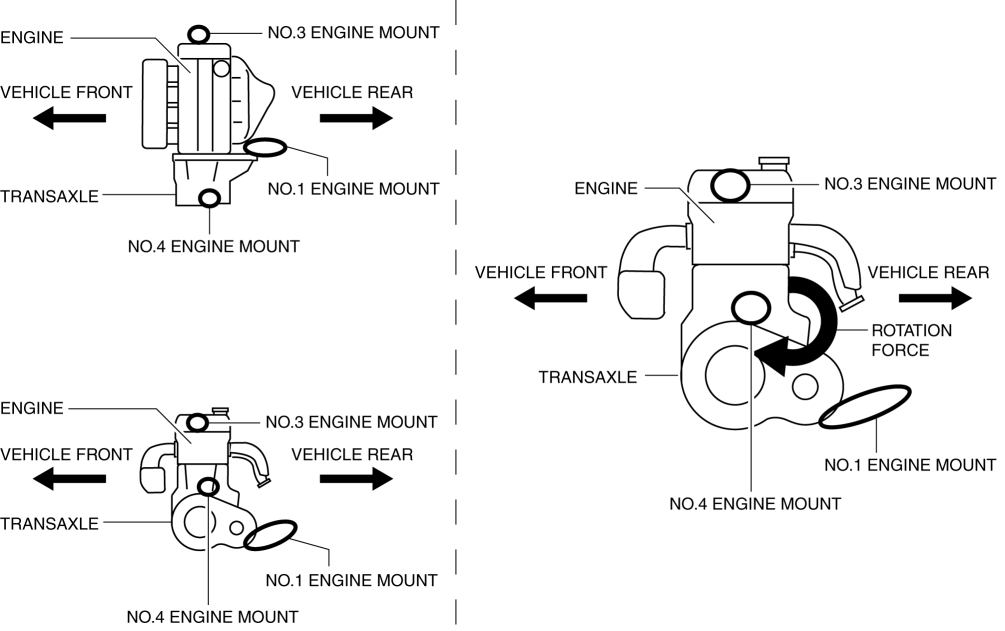 NO.3 ENGINE MOUNT
ENGINE
VEHICLE FRONT
VEHICLE REAR
TRANSAXLE
NO.1 ENGINE MOUNT
NO.4 ENGINE MOUNT
ENGINE
NO.3 ENGINE MOUNT
VEHICLE FRONT
VEHICLE REAR
TRANSAXLE
NO.1 ENGINE MOUNT
NO.4 ENGINE MOUNT
ENGINE
NO.3 ENGINE MOUNT
VEHICLE FRONT
VEHICLE REAR
ROTATION
FORCE
TRANSAXLE
NO.1 ENGINE MOUNT
NO.4 ENGINE MOUNT